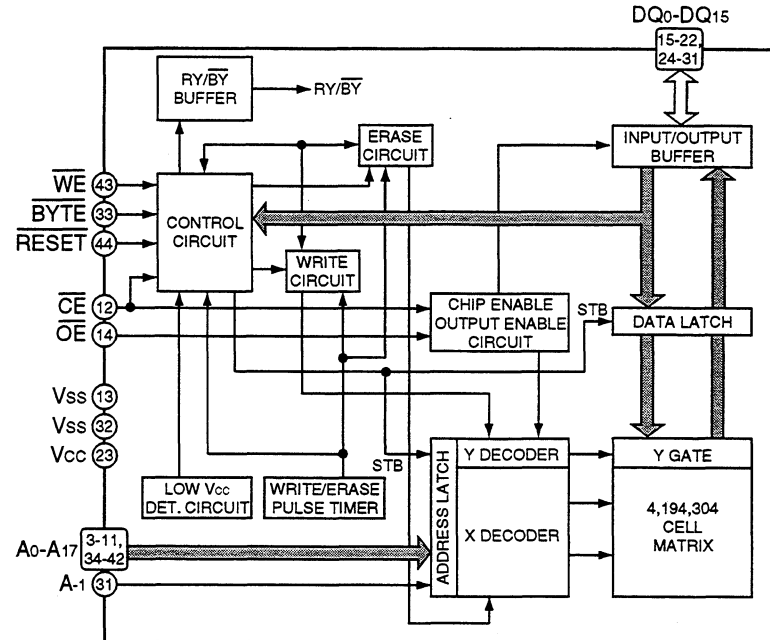 DQ0-DQ15
15-22,
24-31
RY/BY
BUFFER
RY/BY
ERASE
CIRCUIT
INPUT/OUTPUT
BUFFER
WE 43
BYTE 33
RESET 44
CONTROL
CIRCUIT
WRITE
CIRCUIT
CE 12
OE 14
CHIP ENABLE
OUTPUT ENABLE
CIRCUIT
STB
DATA LATCH
Vss 13
Vss 32
Vcc 23
STB
LOW Vcc
DET. CIRCUIT
WRITE/ERASE
PULSE TIMER
ADDRESS LATCH
Y DECODER
X DECODER
Y GATE
4,194,304
CELL
MATRIX
A0-A17
3-11,
34-42
A-1 31